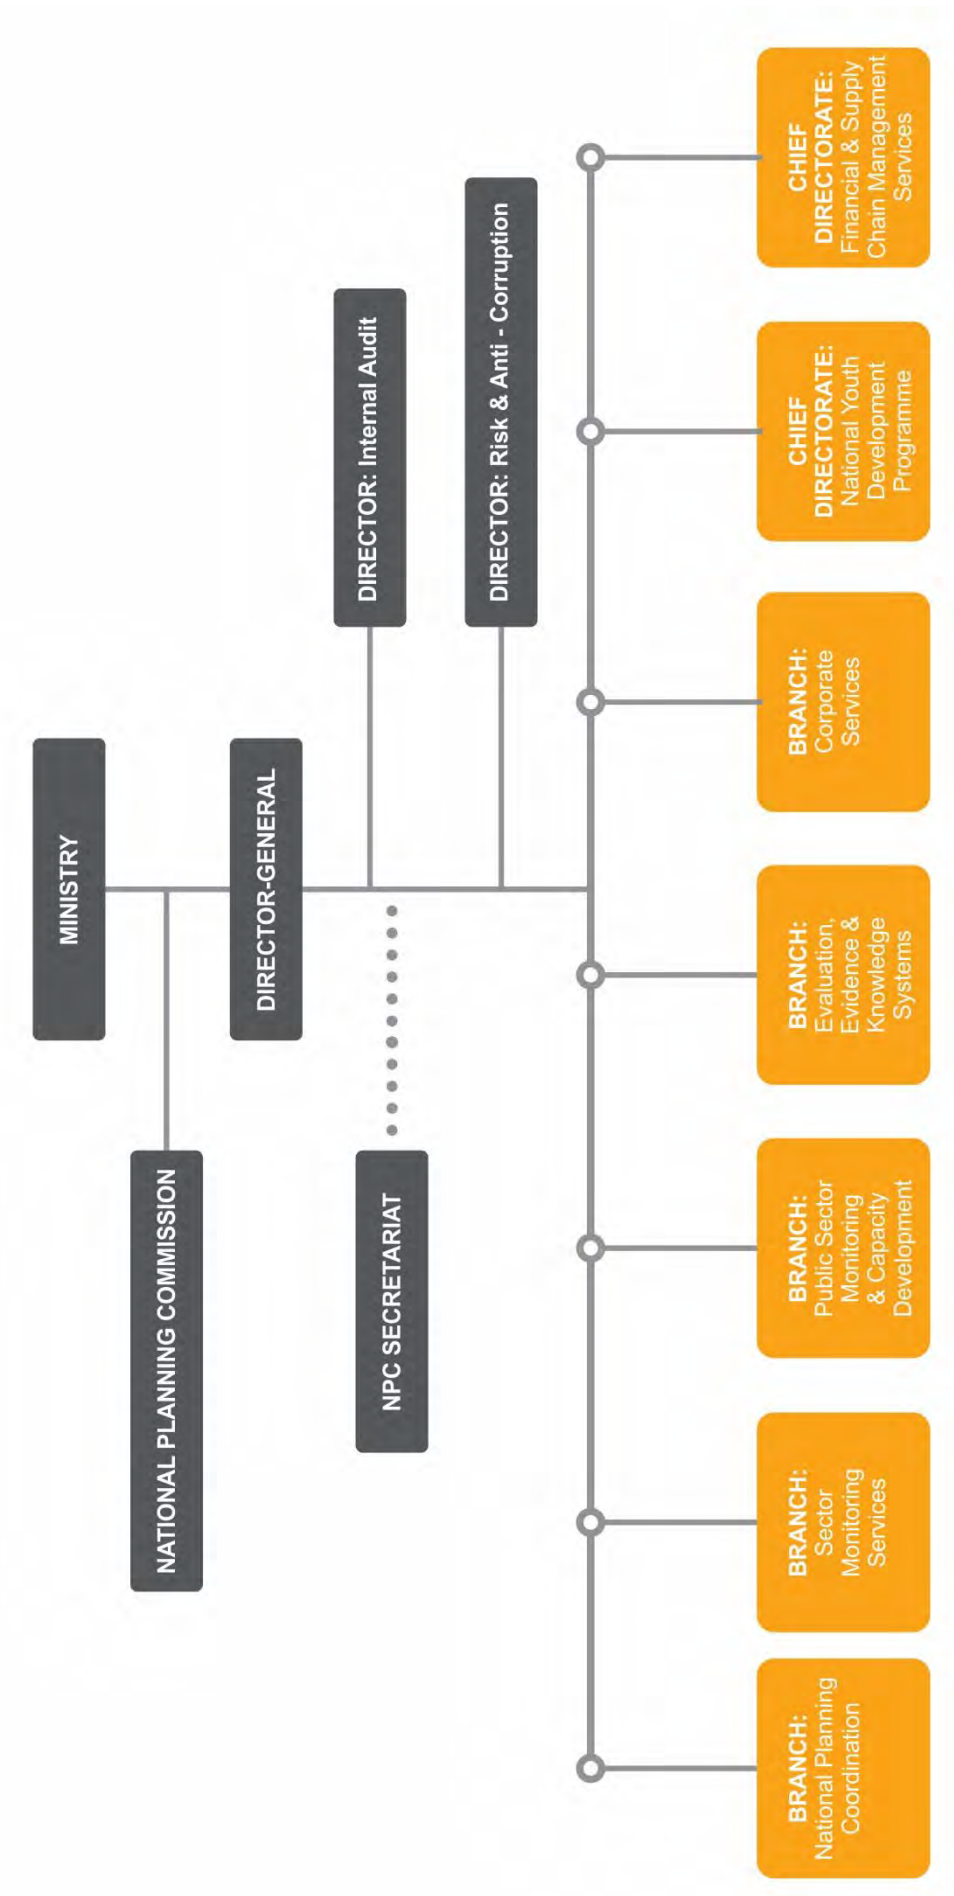 MINISTRY
NATIONAL PLANNING COMMISSION
DIRECTOR-GENERAL
DIRECTOR: Internal Audit
NPC SECRETARIAT
DIRECTOR: Risk & Anti - Corruption
BRANCH:
National Planning
Coordination
BRANCH:
Sector
Monitoring
Services
BRANCH:
Public Sector
Monitoring
& Capacity
Development
BRANCH:
Evaluation,
Evidence &
Knowledge
Systems
BRANCH:
Corporate
Services
CHIEF
DIRECTORATE:
National Youth
Development
Programme
CHIEF
DIRECTORATE:
Financial & Supply
Chain Management
Services